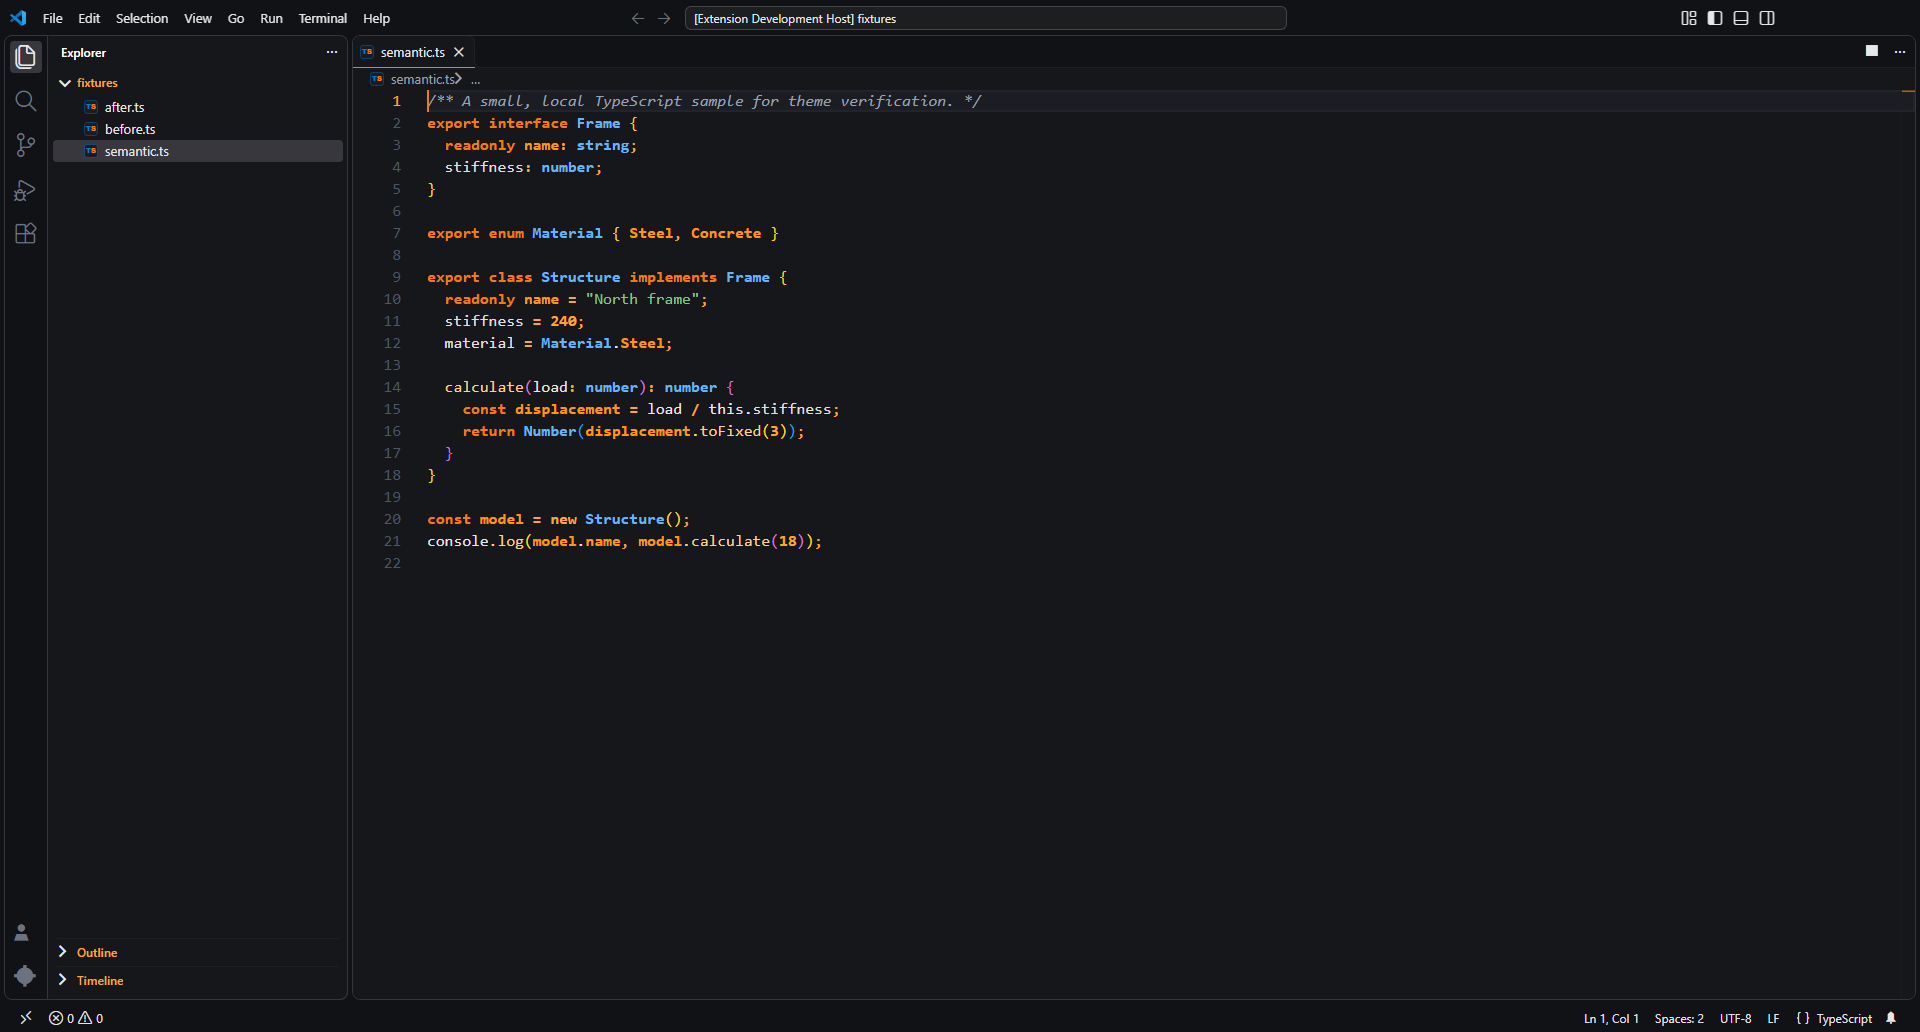 File Edit Selection View Go Run Terminal Help
[Extension Development Host] fixtures
Explorer
fixtures
TS after.ts
TS before.ts
TS semantic.ts
Outline
Timeline
TS semantic.ts
TS semantic.ts > ...
1 /** A small, local TypeScript sample for theme verification. */
2 export interface Frame {
3 readonly name: string;
4 stiffness: number;
5 }
6
7 export enum Material { Steel, Concrete }
8
9 export class Structure implements Frame {
10 readonly name = "North frame";
11 stiffness = 240;
12 material = Material.Steel;
13
14 calculate(load: number): number {
15 const displacement = load / this.stiffness;
16 return Number(displacement.toFixed(3));
17 }
18 }
19
20 const model = new Structure();
21 console.log(model.name, model.calculate(18));
22
0 0
Ln 1, Col 1 Spaces: 2 UTF-8 LF { } TypeScript